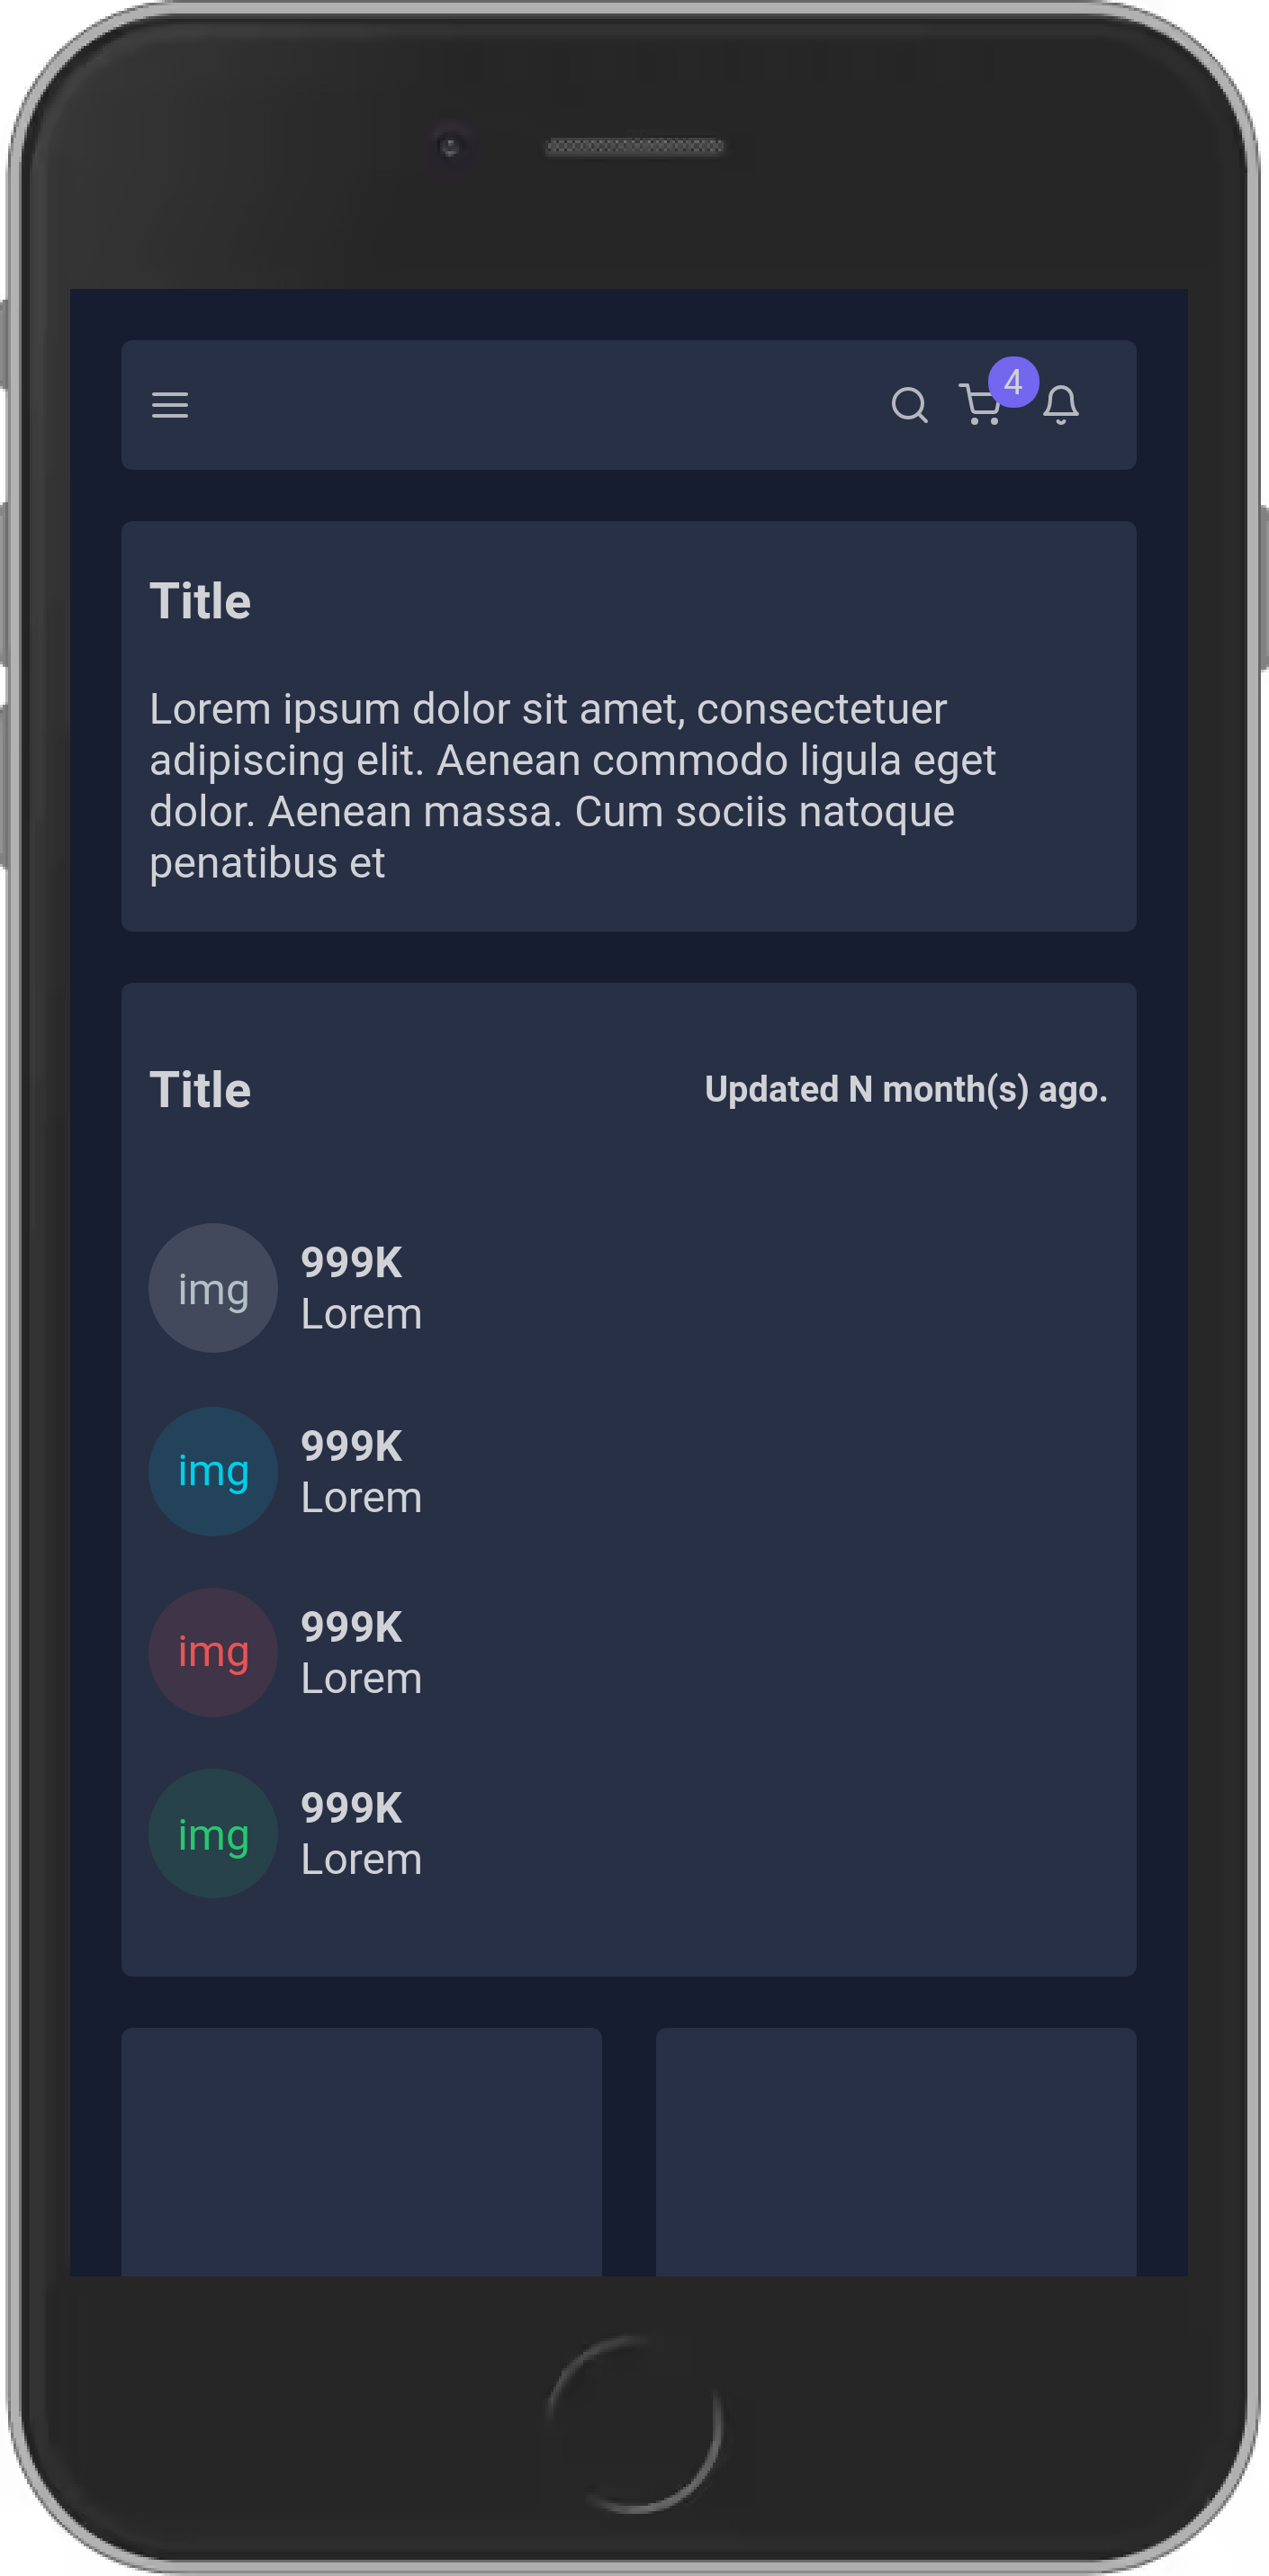 4
Title
Lorem ipsum dolor sit amet, consectetuer
adipiscing elit. Aenean commodo ligula eget
dolor. Aenean massa. Cum sociis natoque
penatibus et
Title
Updated N month(s) ago.
img
999K
Lorem
img
999K
Lorem
img
999K
Lorem
img
999K
Lorem